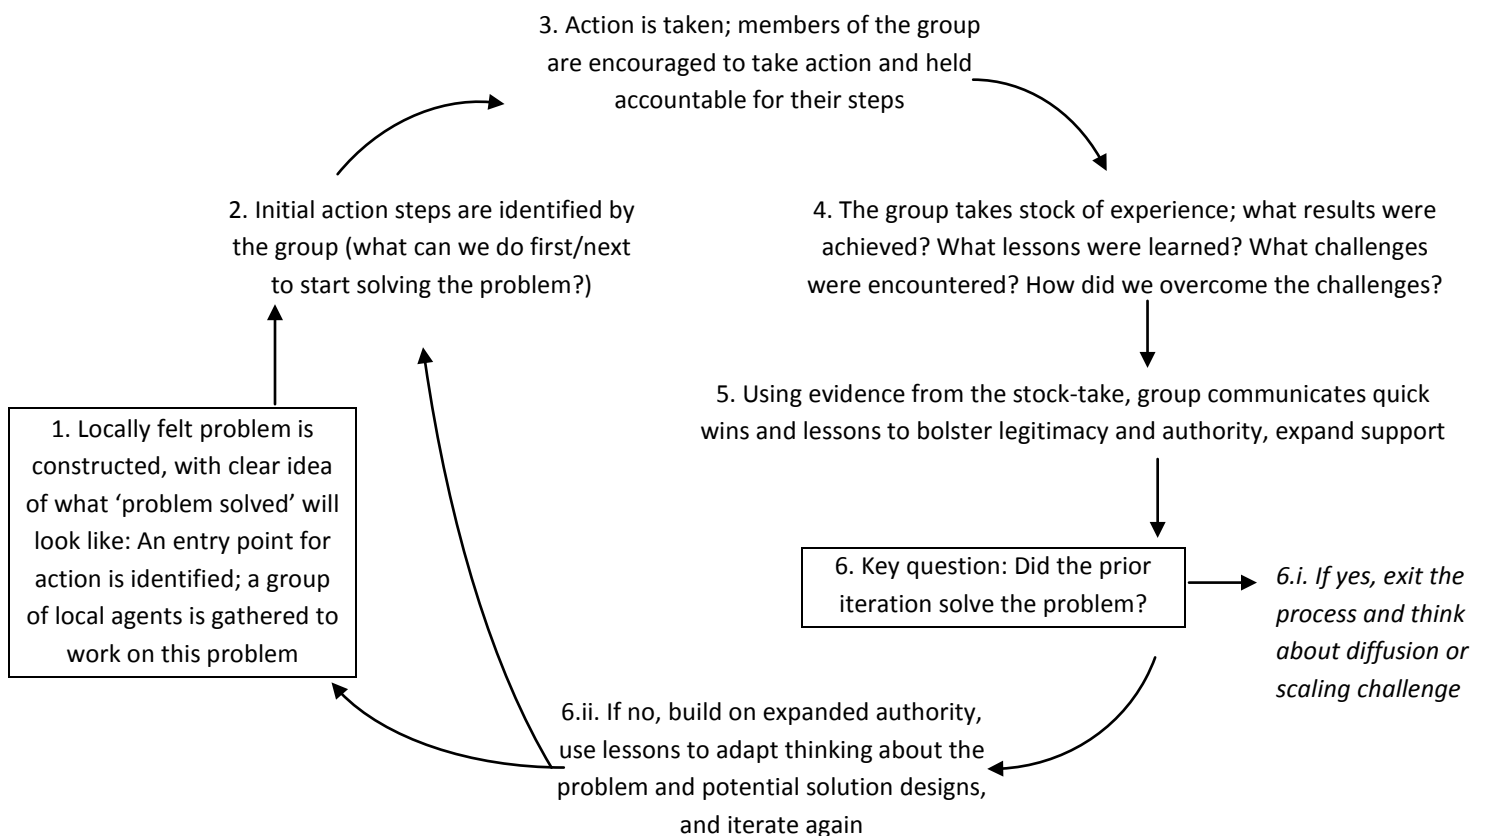 3. Action is taken; members of the group
are encouraged to take action and held
accountable for their steps
2. Initial action steps are identified by
the group (what can we do first/next
to start solving the problem?)
4. The group takes stock of experience; what results were
achieved? What lessons were learned? What challenges
were encountered? How did we overcome the challenges?
5. Using evidence from the stock-take, group communicates quick
wins and lessons to bolster legitimacy and authority, expand support
1. Locally felt problem is
constructed, with clear idea
of what ‘problem solved’ will
look like: An entry point for
action is identified; a group
of local agents is gathered to
work on this problem
6. Key question: Did the prior
iteration solve the problem?
6.i. If yes, exit the
process and think
about diffusion or
scaling challenge
6.ii. If no, build on expanded authority,
use lessons to adapt thinking about the
problem and potential solution designs,
and iterate again